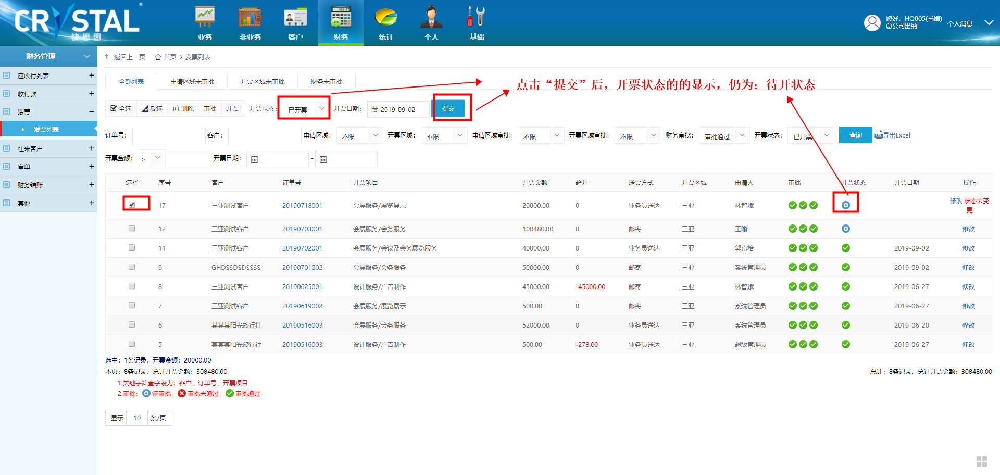 CRYSTAL®
快思图
业务 非业务 客户 财务 统计 个人 基础
您好，HQ005(马婧)
总公司出纳
个人消息
财务管理
应收付列表 +
收付款 +
发票 −
发票列表
往来客户 +
审单 +
财务结账 +
其他 +
返回上一页 首页 > 发票列表
全部列表 申请区域未审批 开票区域未审批 财务未审批
点击“提交”后，开票状态的的显示，仍为：待开状态
全选 反选 删除 审批 开票 开票状态: 已开票 开票日期: 2019-09-02 提交
订单号: 客户: 申请区域: 不限 开票区域: 不限 申请区域审批: 不限 开票区域审批: 不限 财务审批: 审批通过 开票状态: 已开票 查询 导出Excel
开票金额: > 开票日期: -
选择 序号 客户 订单号 开票项目 开票金额 超开 送票方式 开票区域 申请人 审批 开票状态 开票日期 操作
17 三亚测试客户 20190718001 会展服务/展览展示 20000.00 0 业务员送达 三亚 林智斌 修改 状态未变
更
12 三亚测试客户 20190703001 会展服务/会务服务 100480.00 0 邮寄 三亚 王喻 修改
11 三亚测试客户 20190702001 会展服务/会议及会务展览服务 40000.00 0 业务员送达 三亚 郭嘉培 2019-09-02 修改
9 GHDSSDSDSSSS 20190701002 会展服务/会务服务 50000.00 0 邮寄 三亚 系统管理员 2019-09-02 修改
8 三亚测试客户 20190625001 设计服务/广告制作 45000.00 -45000.00 邮寄 三亚 林智斌 2019-06-27 修改
7 三亚测试客户 20190619002 会展服务/展览展示 500.00 0 邮寄 三亚 系统管理员 2019-06-27 修改
6 某某某阳光旅行社 20190516003 会展服务/会务服务 52000.00 0 业务员送达 三亚 系统管理员 2019-06-20 修改
5 某某某阳光旅行社 20190516003 设计服务/广告制作 500.00 -278.00 业务员送达 三亚 超级管理员 2019-06-27 修改
选中：1条记录，开票金额：20000.00
本页：8条记录，总计开票金额：308480.00 总计：8条记录，总计开票金额：308480.00
1.关键字筛查字段为：客户、订单号、开票项目
2.审批： 待审批， 审批未通过， 审批通过
显示 10 条/页